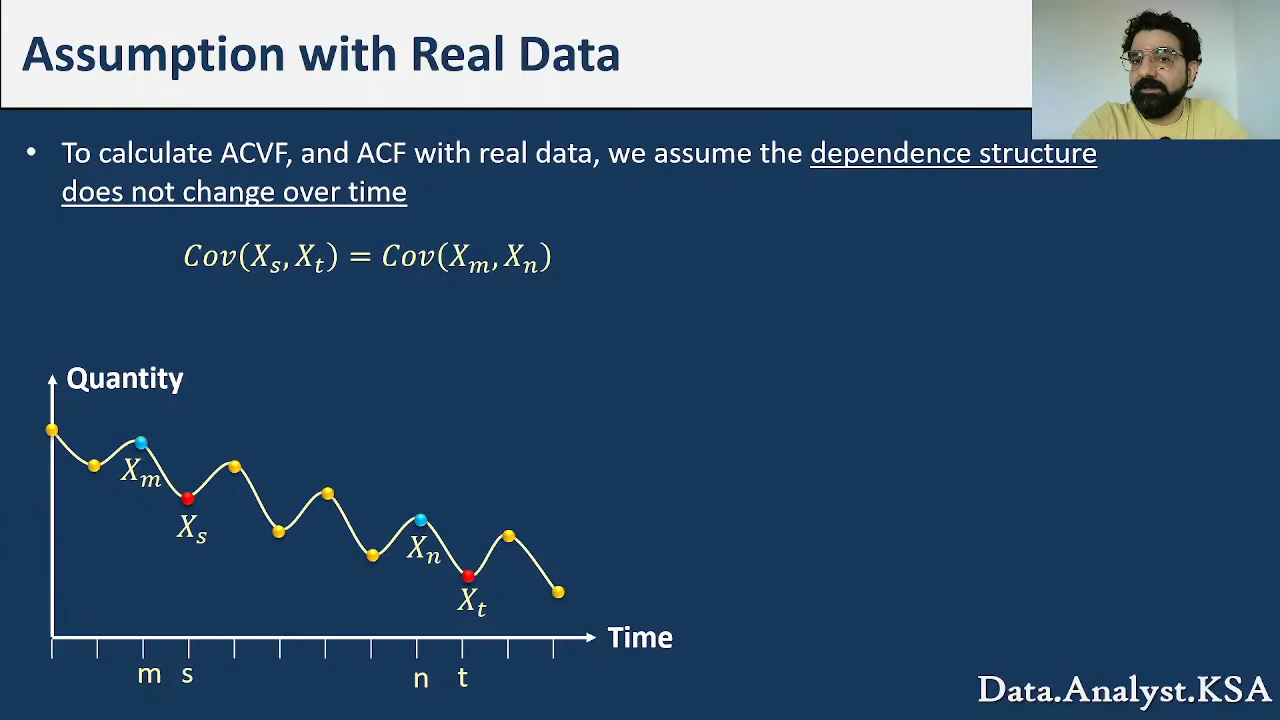 Assumption with Real Data
• To calculate ACVF, and ACF with real data, we assume the dependence structure
does not change over time
Cov(Xₛ, Xₜ) = Cov(Xₘ, Xₙ)
Quantity
Xₘ
Xₛ
Xₙ
Xₜ
Time
m s n t
Data.Analyst.KSA